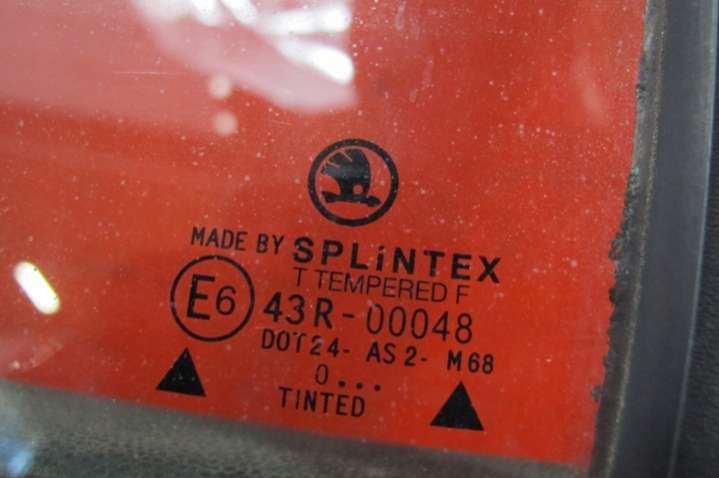 MADE BY SPLiNTEX
T TEMPERED F
E6 43R-00048
DOT24- AS2- M68
0...
TINTED